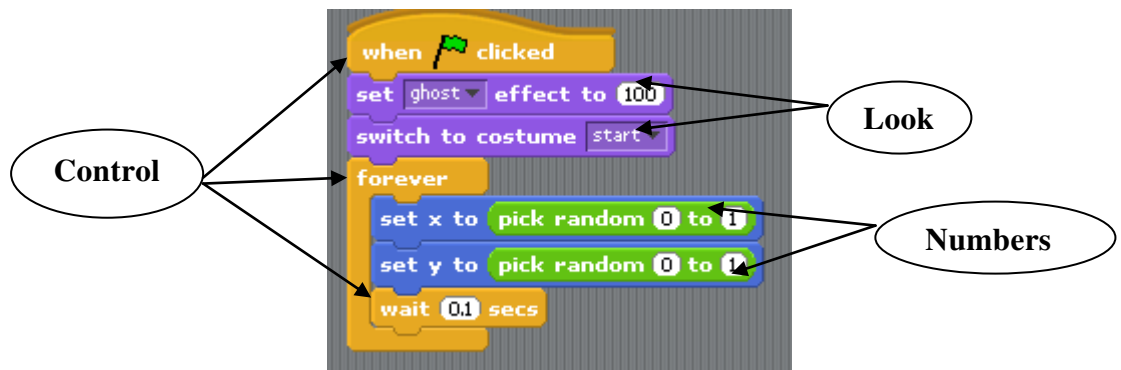 when clicked
set ghost effect to 100
switch to costume start
forever
set x to pick random 0 to 1
set y to pick random 0 to 1
wait 0.1 secs
Control
Look
Numbers